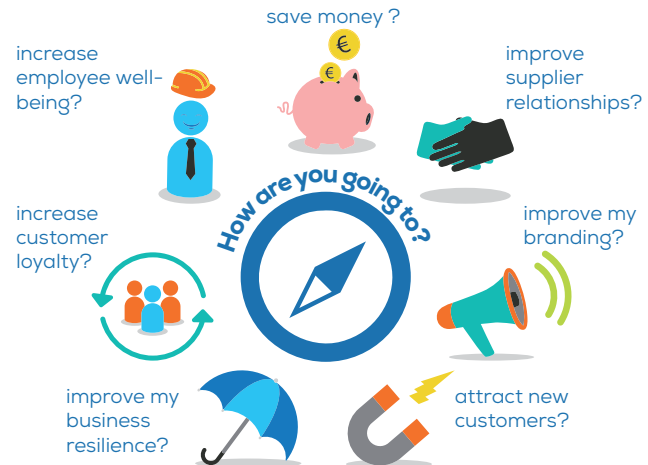 save money ?
increase
employee well-
being?
improve
supplier
relationships?
€
€
How are you going to?
increase
customer
loyalty?
improve my
branding?
improve my
business
resilience?
attract new
customers?